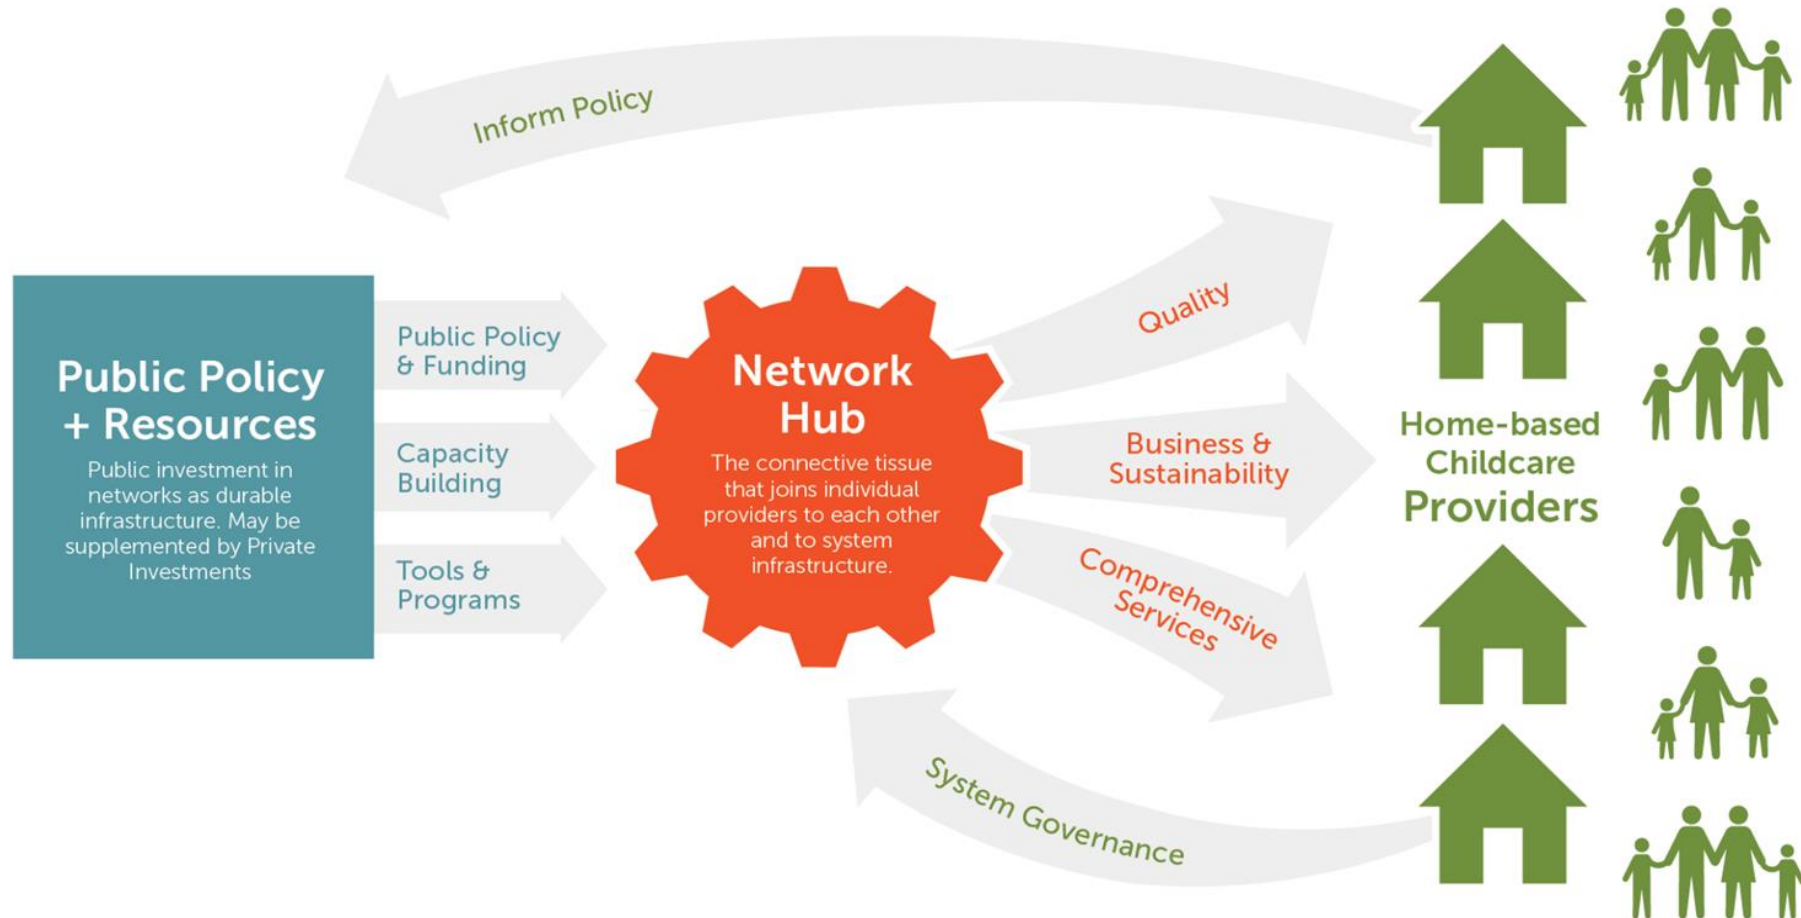 Inform Policy
Public Policy
+ Resources
Public investment in
networks as durable
infrastructure. May be
supplemented by Private
Investments
Public Policy
& Funding
Capacity
Building
Tools &
Programs
Network
Hub
The connective tissue
that joins individual
providers to each other
and to system
infrastructure.
Quality
Business &
Sustainability
Comprehensive
Services
System Governance
Home-based
Childcare
Providers